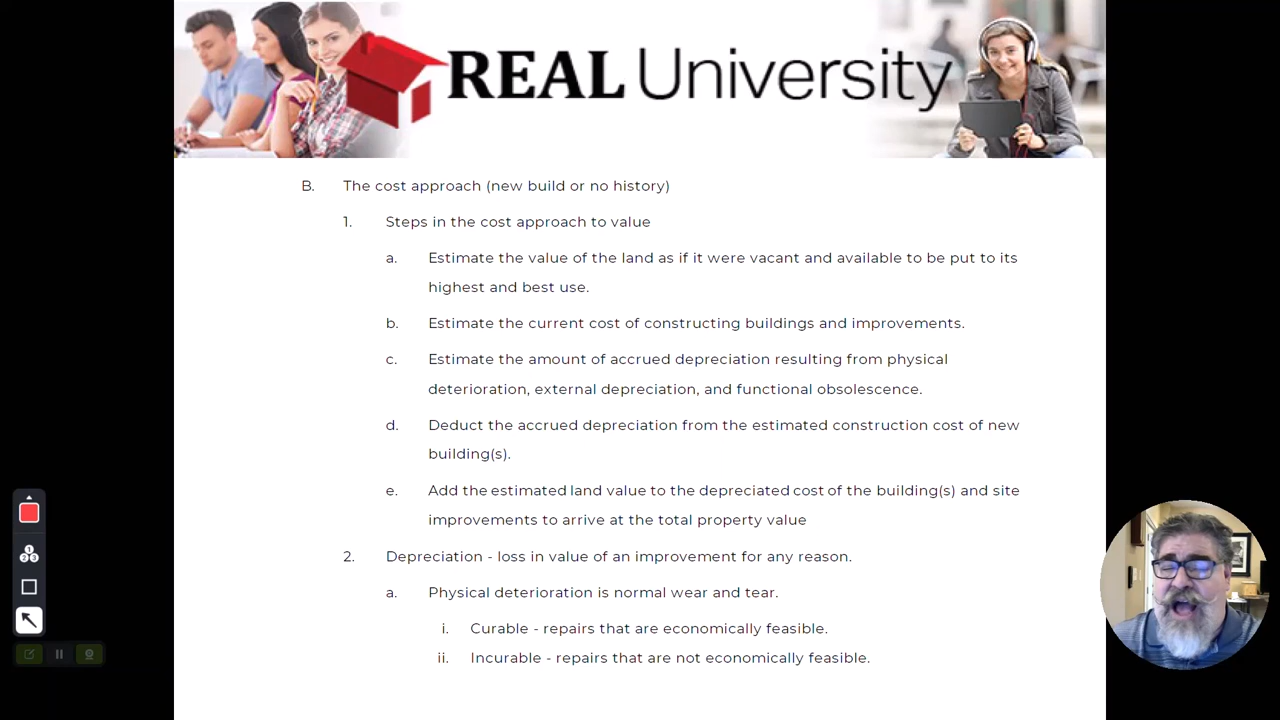 REAL University
B. The cost approach (new build or no history)
1. Steps in the cost approach to value
a. Estimate the value of the land as if it were vacant and available to be put to its
highest and best use.
b. Estimate the current cost of constructing buildings and improvements.
c. Estimate the amount of accrued depreciation resulting from physical
deterioration, external depreciation, and functional obsolescence.
d. Deduct the accrued depreciation from the estimated construction cost of new
building(s).
e. Add the estimated land value to the depreciated cost of the building(s) and site
improvements to arrive at the total property value
2. Depreciation - loss in value of an improvement for any reason.
a. Physical deterioration is normal wear and tear.
i. Curable - repairs that are economically feasible.
ii. Incurable - repairs that are not economically feasible.